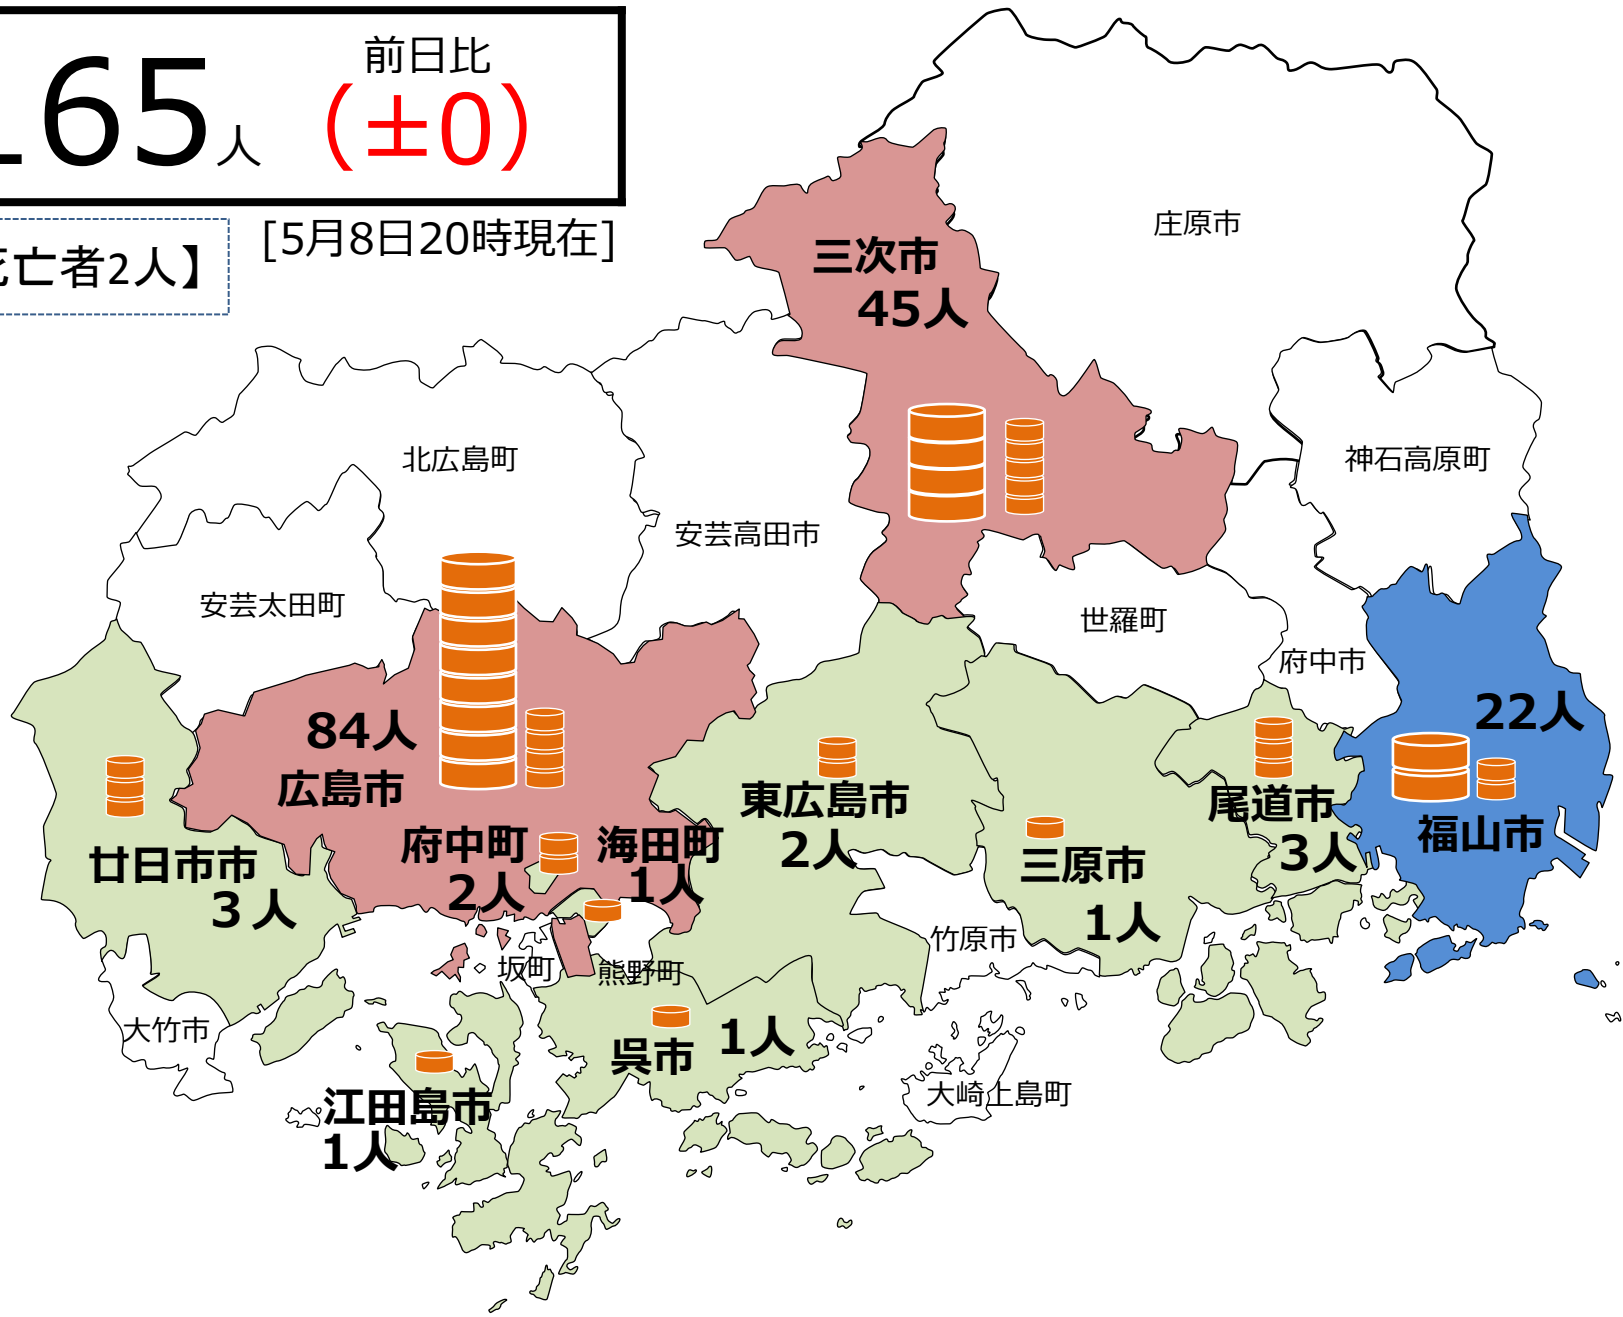 前日比
165人 (±0)
[5月8日20時現在]
死亡者2人】
庄原市
三次市
45人
北広島町
神石高原町
安芸高田市
安芸太田町
世羅町
府中市
22人
84人
広島市
東広島市
2人
尾道市
3人
福山市
府中町
2人
海田町
1人
三原市
1人
廿日市市
3人
竹原市
坂町
熊野町
大竹市
呉市 1人
大崎上島町
江田島市
1人